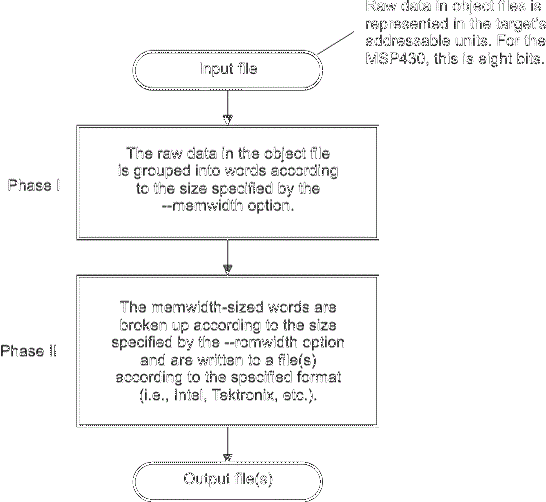 Raw data in object files is
represented in the target's
addressable units. For the
MSP430, this is eight bits.
Input file
Phase I
The raw data in the object file
is grouped into words according
to the size specified by the
--memwidth option.
Phase II
The memwidth-sized words are
broken up according to the size
specified by the --romwidth option
and are written to a file(s)
according to the specified format
(i.e., Intel, Tektronix, etc.).
Output file(s)